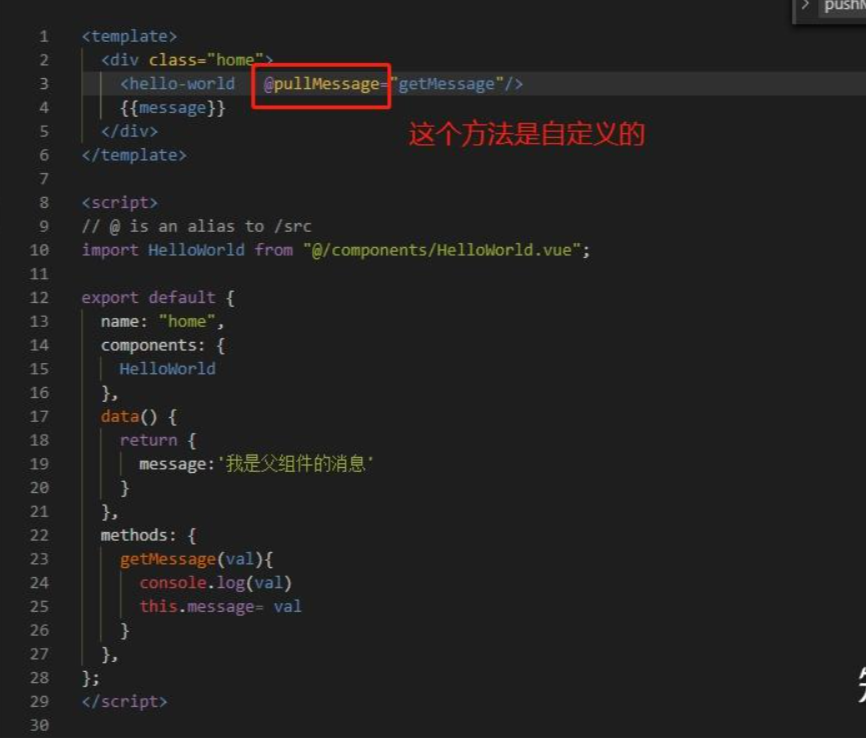 pushM
1 <template>
2 <div class="home">
3 <hello-world @pullMessage="getMessage"/>
4 {{message}}
5 </div>
这个方法是自定义的
6 </template>
7
8 <script>
9 // @ is an alias to /src
10 import HelloWorld from "@/components/HelloWorld.vue";
11
12 export default {
13 name: "home",
14 components: {
15 HelloWorld
16 },
17 data() {
18 return {
19 message:'我是父组件的消息'
20 }
21 },
22 methods: {
23 getMessage(val){
24 console.log(val)
25 this.message= val
26 }
27 },
28 };
29 </script>
30